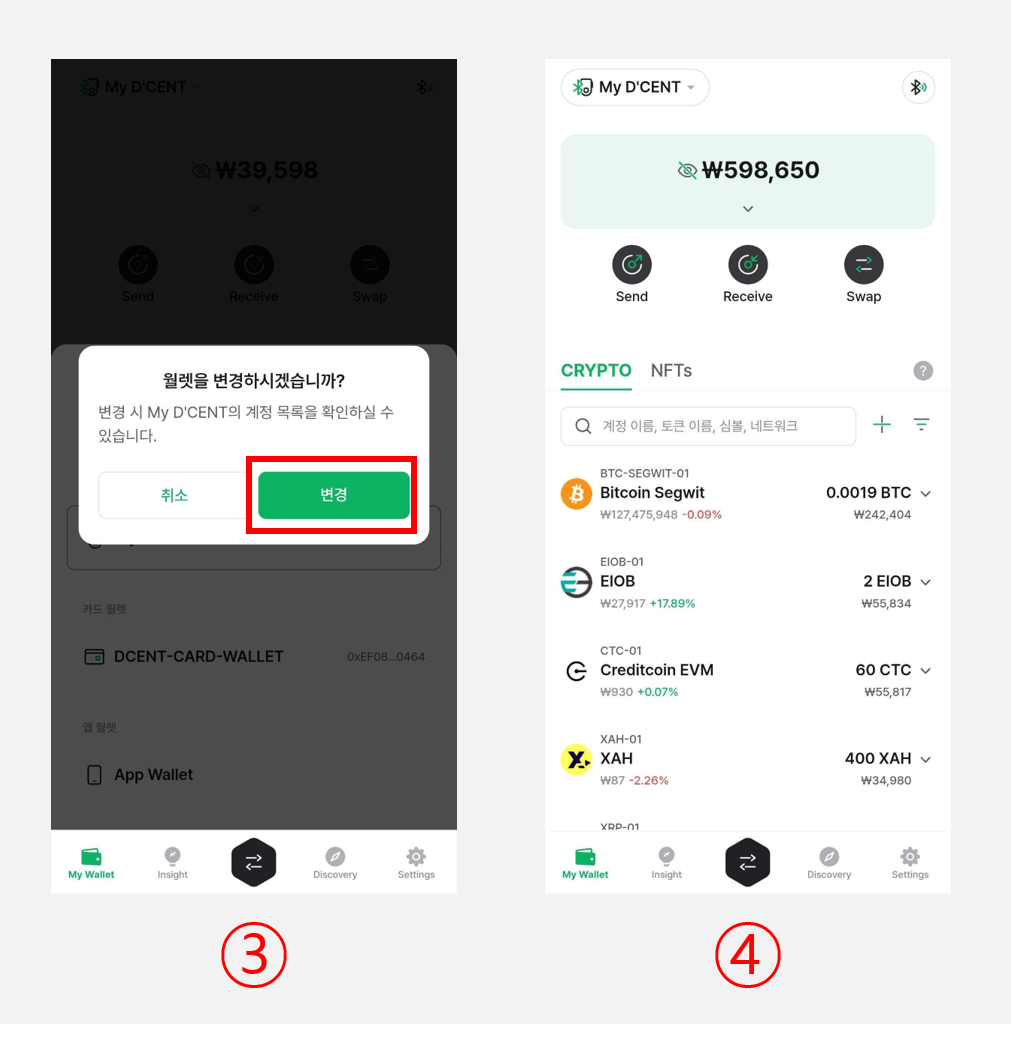 My D'CENT
₩39,598
Send
Receive
Swap
월렛을 변경하시겠습니까?
변경 시 My D'CENT의 계정 목록을 확인하실 수
있습니다.
취소
변경
카드 월렛
DCENT-CARD-WALLET
0xEF08...0464
앱 월렛
App Wallet
My Wallet
Insight
Discovery
Settings
③
My D'CENT
₩598,650
Send
Receive
Swap
CRYPTO
NFTs
?
계정 이름, 토큰 이름, 심볼, 네트워크
BTC-SEGWIT-01
Bitcoin Segwit
0.0019 BTC
₩127,475,948 -0.09%
₩242,404
EIOB-01
EIOB
2 EIOB
₩27,917 +17.89%
₩55,834
CTC-01
Creditcoin EVM
60 CTC
₩930 +0.07%
₩55,817
XAH-01
XAH
400 XAH
₩87 -2.26%
₩34,980
XRP-01
My Wallet
Insight
Discovery
Settings
④